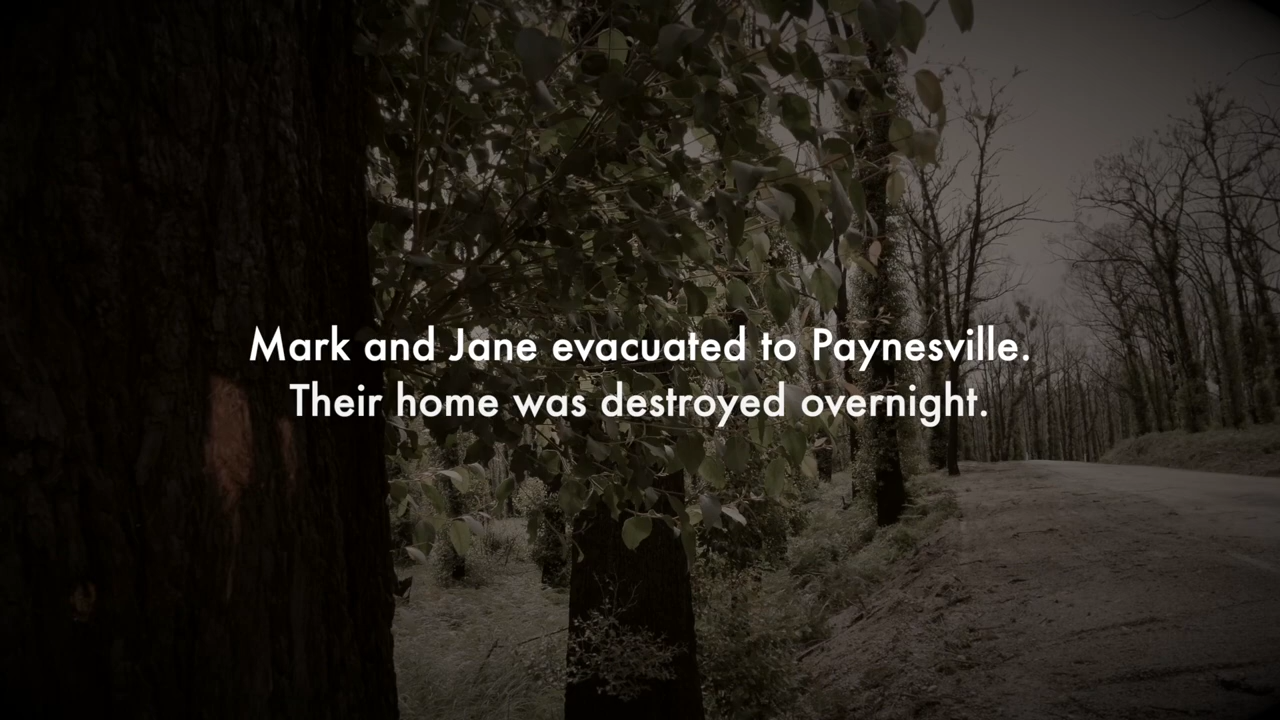 Mark and Jane evacuated to Paynesville.
Their home was destroyed overnight.